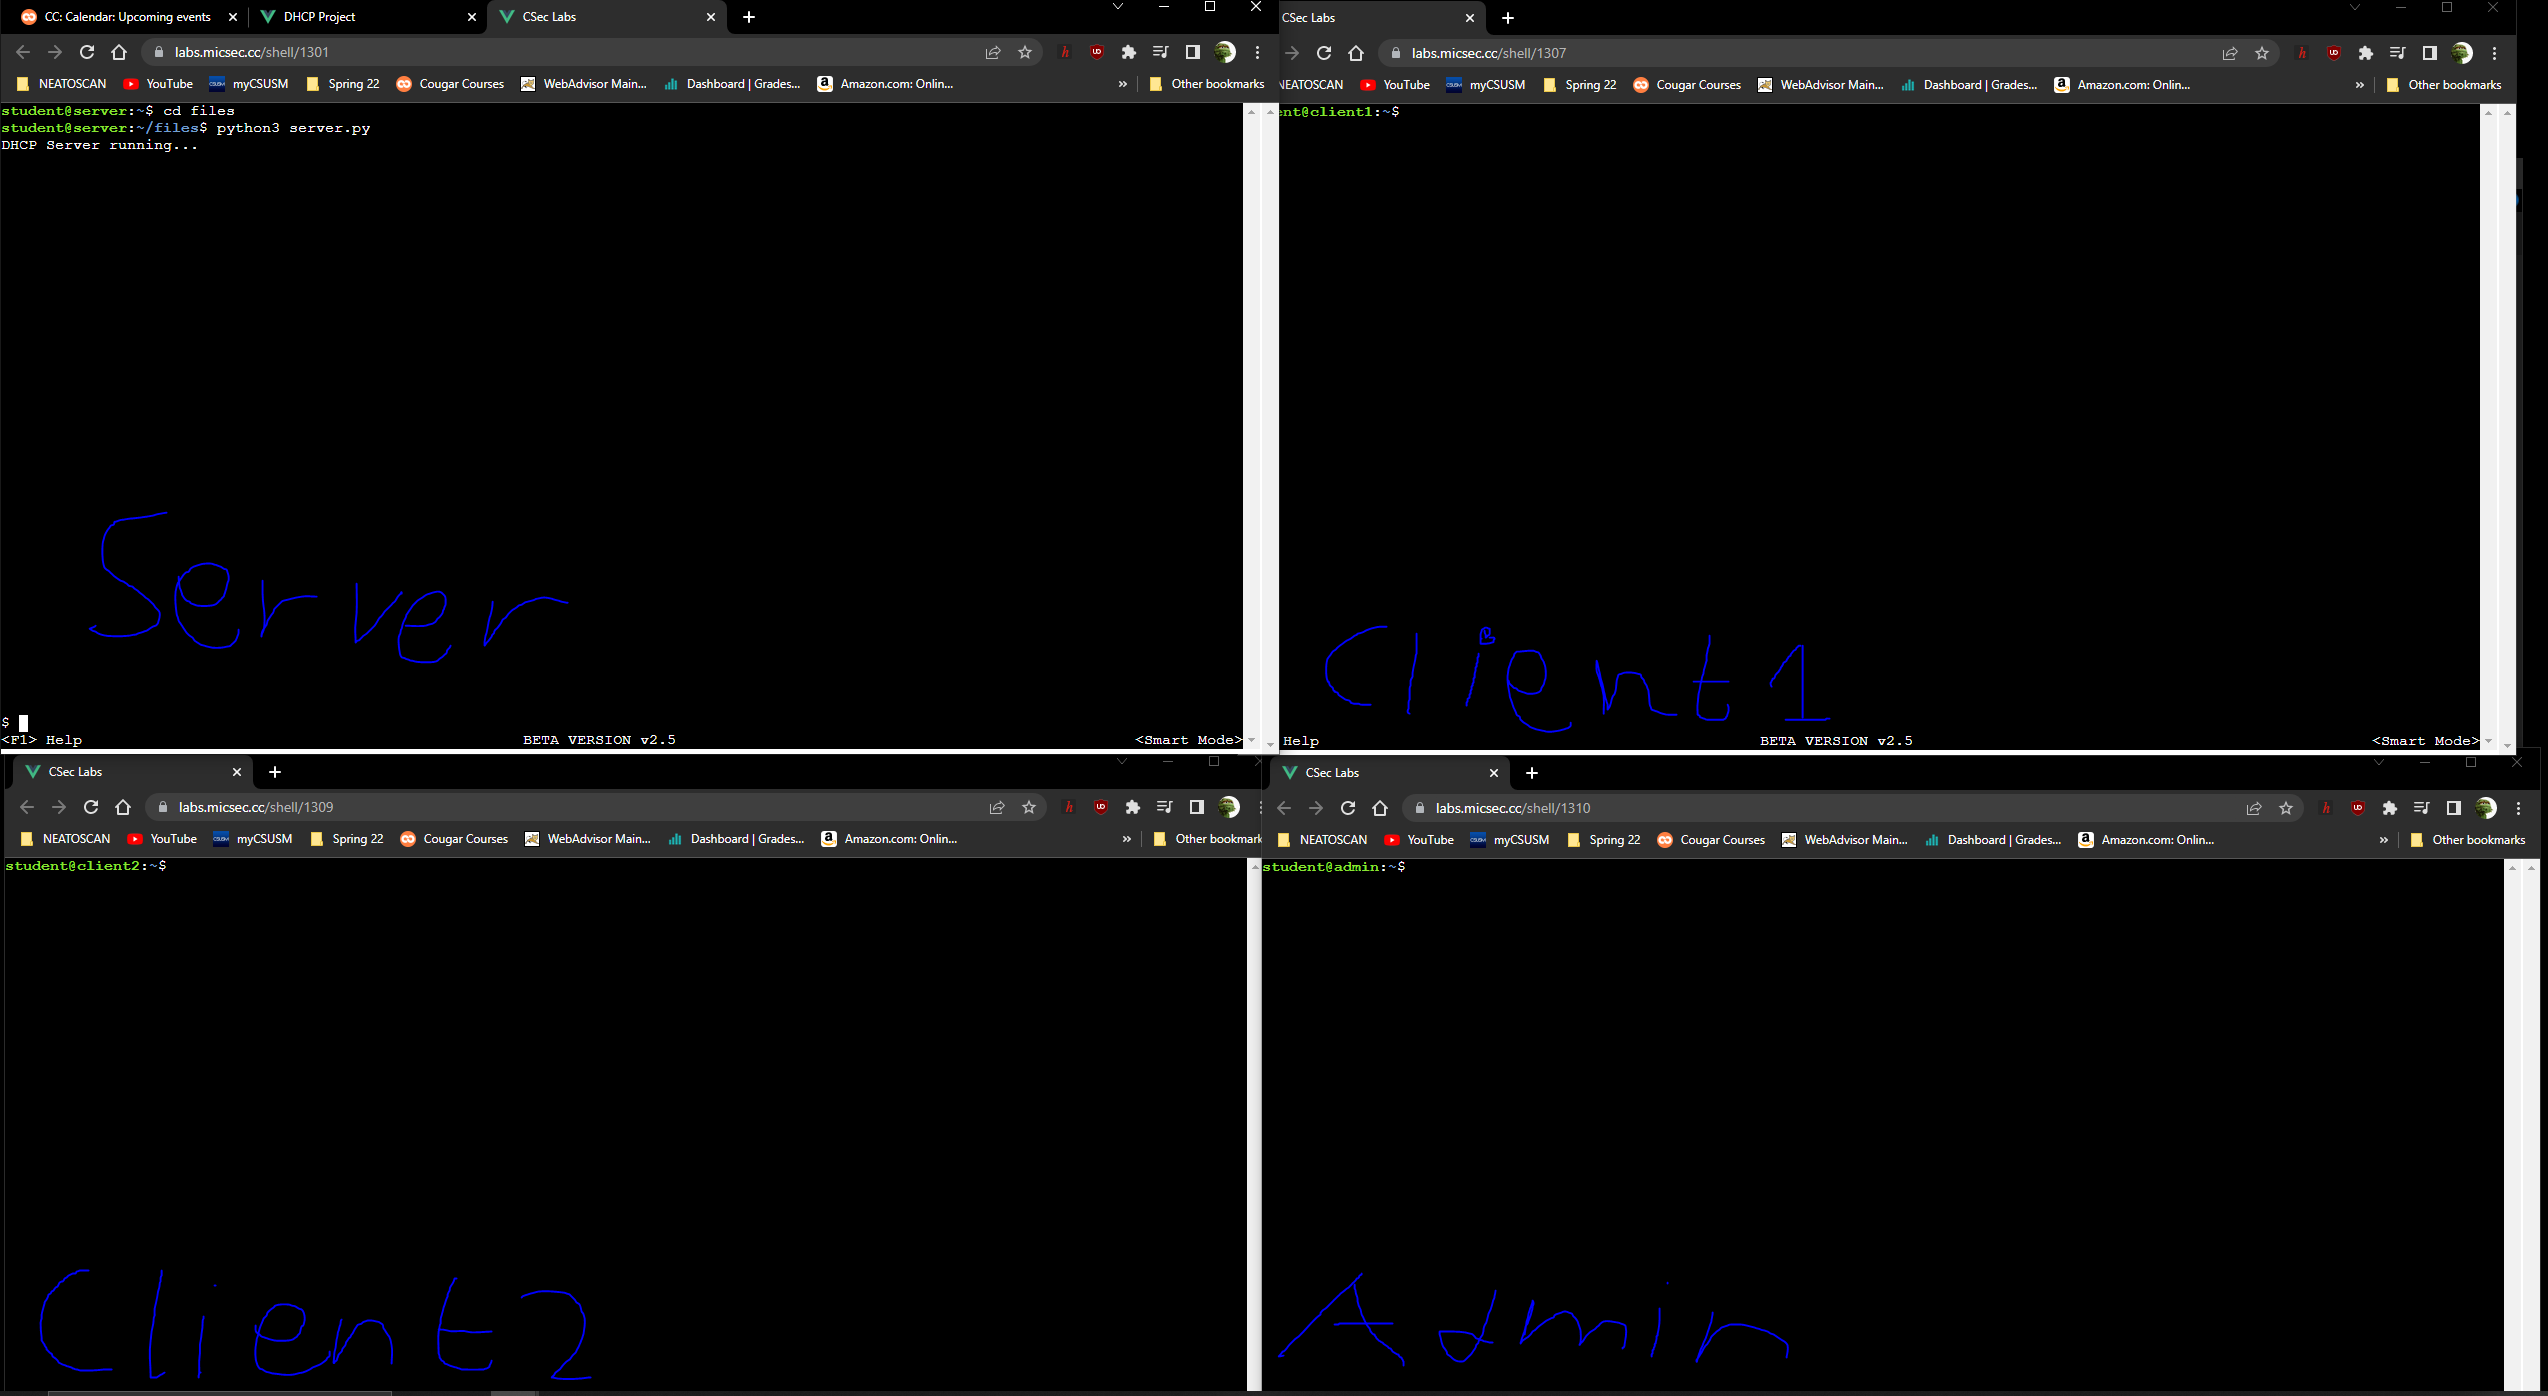 CC: Calendar: Upcoming events
DHCP Project
CSec Labs
labs.micsec.cc/shell/1301
NEATOSCAN YouTube myCSUSM Spring 22 Cougar Courses WebAdvisor Main... Dashboard | Grades... Amazon.com: Onlin... » Other bookmarks
student@server:~$ cd files
student@server:~/files$ python3 server.py
DHCP Server running...
Server
$
<F1> Help BETA VERSION v2.5 <Smart Mode>
CSec Labs
labs.micsec.cc/shell/1307
NEATOSCAN YouTube myCSUSM Spring 22 Cougar Courses WebAdvisor Main... Dashboard | Grades... Amazon.com: Onlin... » Other bookmarks
ent@client1:~$
Client1
Help BETA VERSION v2.5 <Smart Mode>
CSec Labs
labs.micsec.cc/shell/1309
NEATOSCAN YouTube myCSUSM Spring 22 Cougar Courses WebAdvisor Main... Dashboard | Grades... Amazon.com: Onlin... » Other bookmark
student@client2:~$
Client2
CSec Labs
labs.micsec.cc/shell/1310
NEATOSCAN YouTube myCSUSM Spring 22 Cougar Courses WebAdvisor Main... Dashboard | Grades... Amazon.com: Onlin... » Other bookmarks
student@admin:~$
Admin